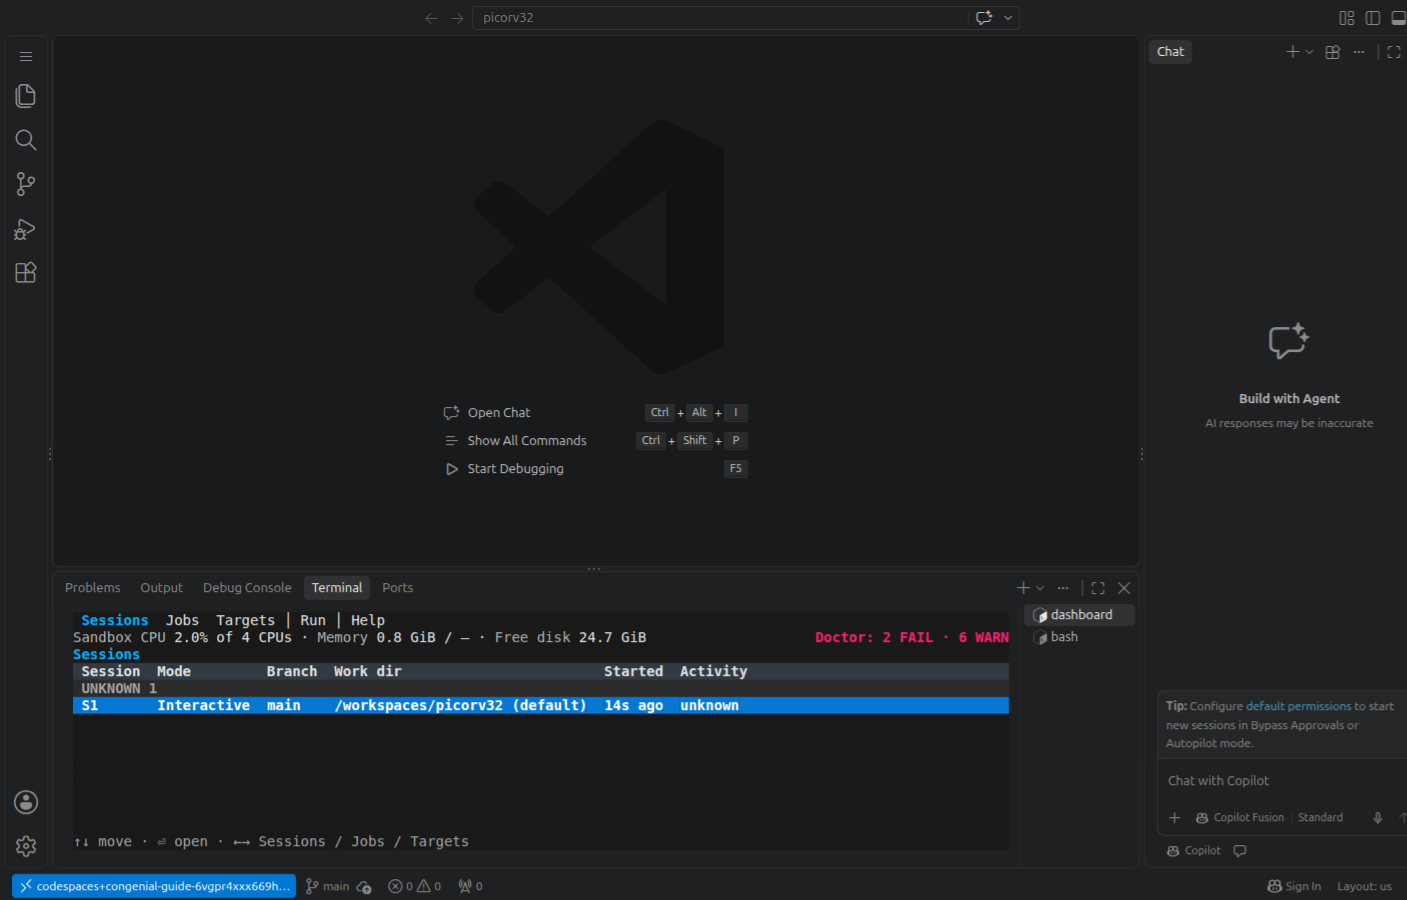 picorv32
Chat
Open Chat Ctrl + Alt + I
Show All Commands Ctrl + Shift + P
Start Debugging F5
Build with Agent
AI responses may be inaccurate
Problems Output Debug Console Terminal Ports
Sessions Jobs Targets | Run | Help
Sandbox CPU 2.0% of 4 CPUs · Memory 0.8 GiB / — · Free disk 24.7 GiB Doctor: 2 FAIL · 6 WARN
Sessions
Session Mode Branch Work dir Started Activity
UNKNOWN 1
S1 Interactive main /workspaces/picorv32 (default) 14s ago unknown
↑↓ move · ⏎ open · ←→ Sessions / Jobs / Targets
dashboard
bash
Tip: Configure default permissions to start
new sessions in Bypass Approvals or
Autopilot mode.
Chat with Copilot
Copilot Fusion Standard
Copilot
codespaces+congenial-guide-6vgpr4xxx669h... main 0 0 0 Sign In Layout: us